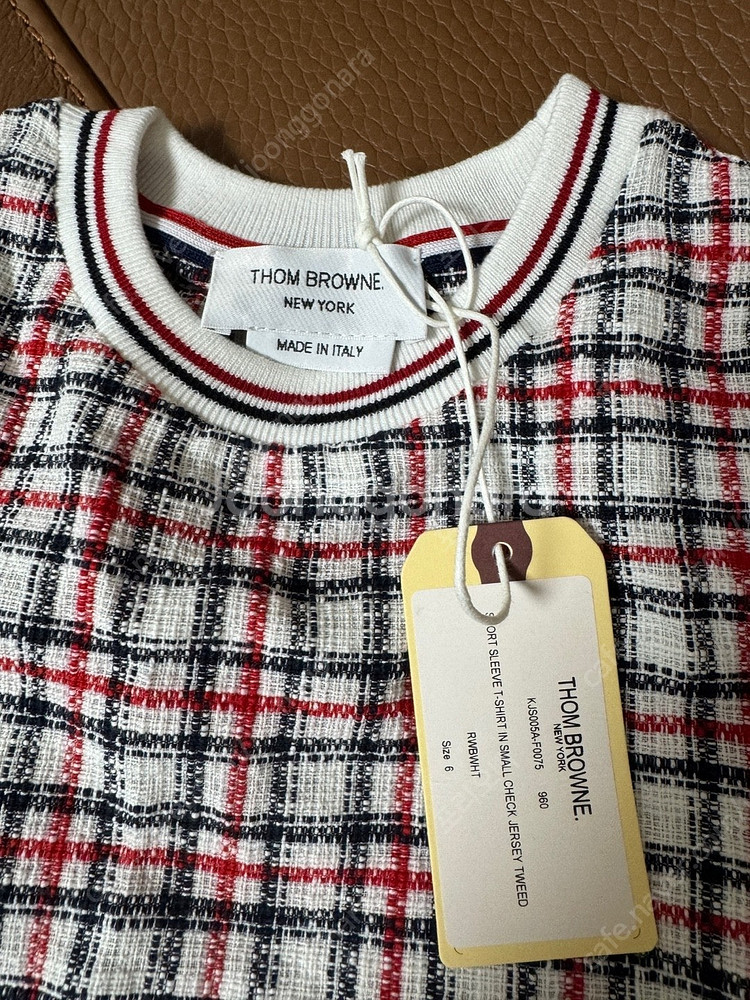 THOM BROWNE.
NEW YORK
MADE IN ITALY
THOM BROWNE.
NEW YORK
KJS005A-F0075 960
ORT SLEEVE T-SHIRT IN SMALL CHECK JERSEY TWEED
RWBWHT
Size 6